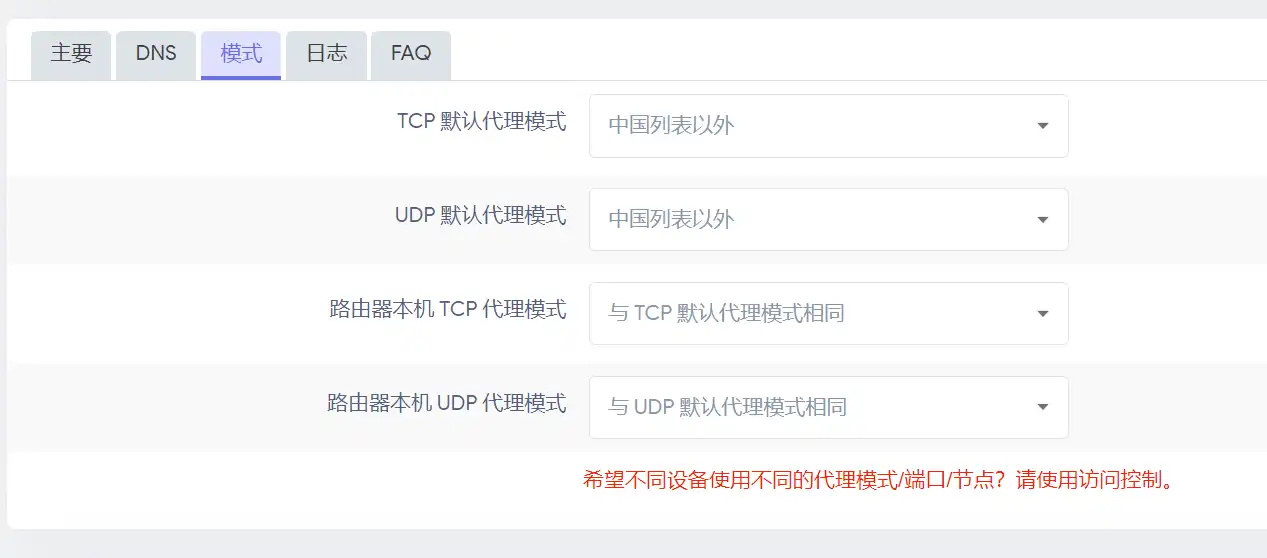 主要 DNS 模式 日志 FAQ
TCP 默认代理模式 中国列表以外
UDP 默认代理模式 中国列表以外
路由器本机 TCP 代理模式 与 TCP 默认代理模式相同
路由器本机 UDP 代理模式 与 UDP 默认代理模式相同
希望不同设备使用不同的代理模式/端口/节点？请使用访问控制。